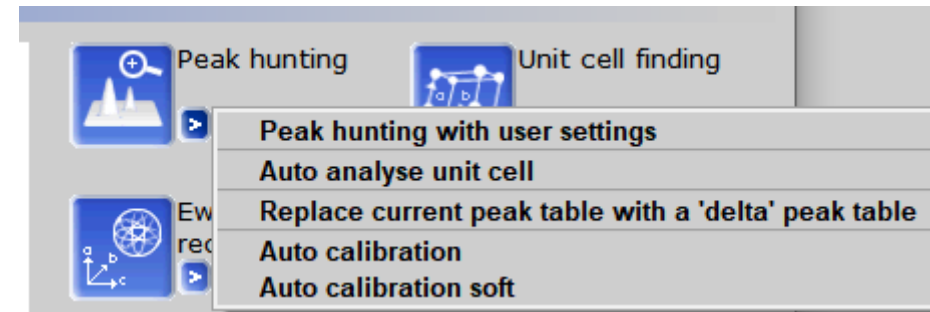 Peak hunting
Unit cell finding
a b
Peak hunting with user settings
Auto analyse unit cell
Replace current peak table with a 'delta' peak table
Auto calibration
Auto calibration soft
a b c